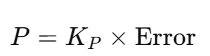 P = K_P × Error